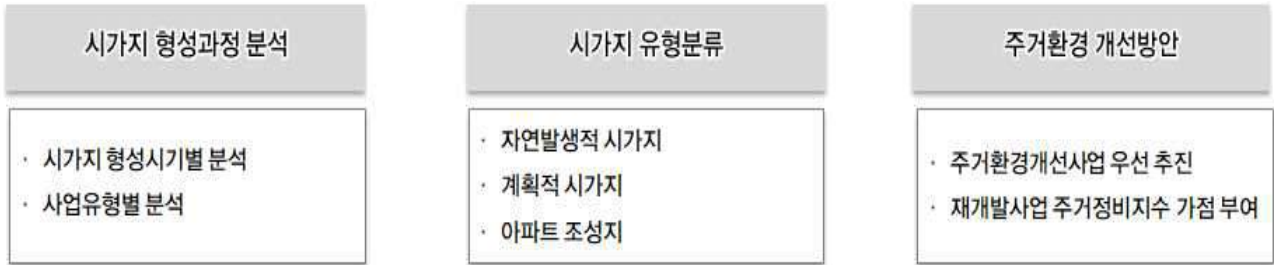 시가지 형성과정 분석
· 시가지 형성시기별 분석
· 사업유형별 분석
시가지 유형분류
· 자연발생적 시가지
· 계획적 시가지
· 아파트 조성지
주거환경 개선방안
· 주거환경개선사업 우선 추진
· 재개발사업 주거정비지수 가점 부여